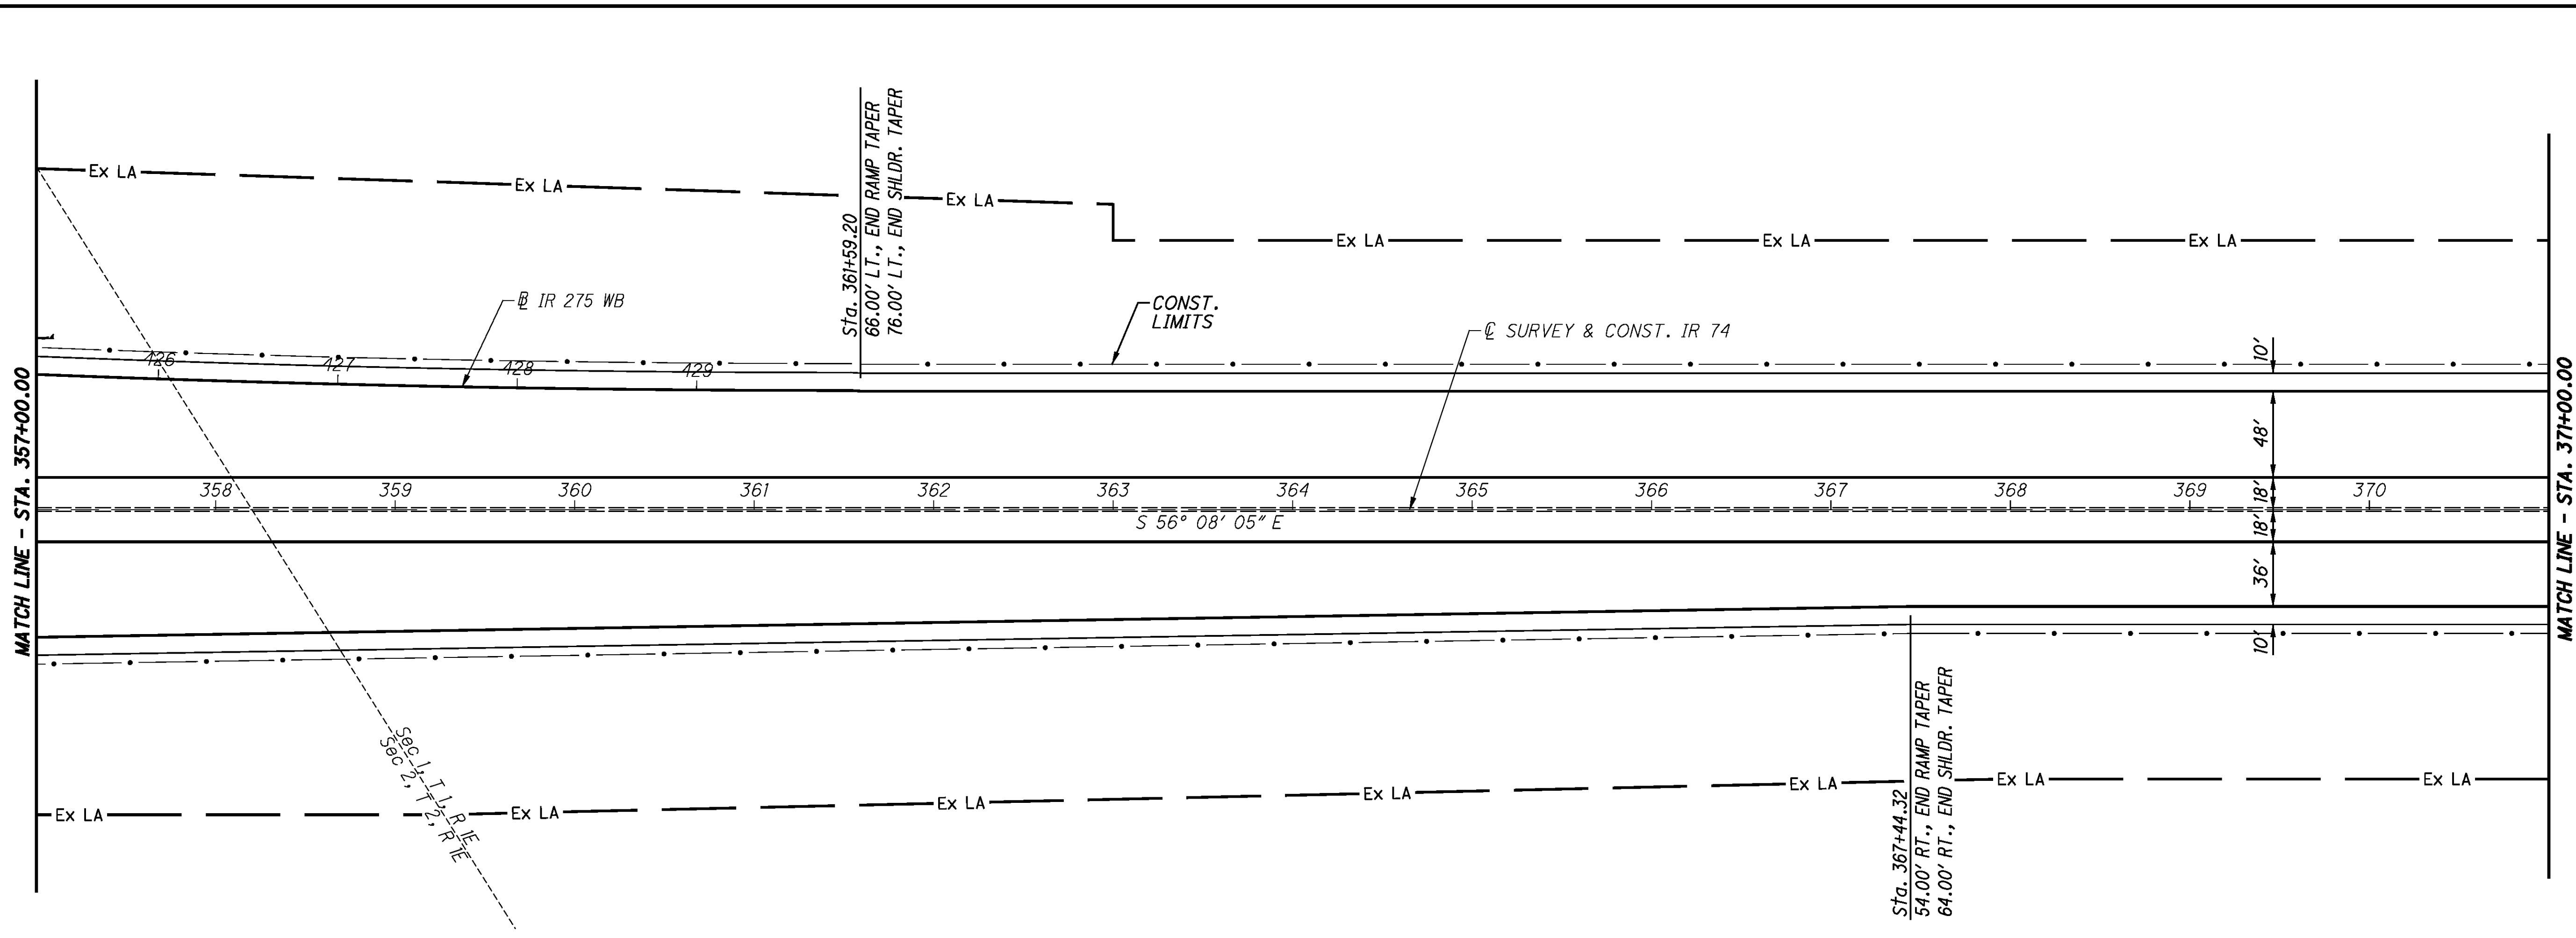 MATCH LINE - STA. 357+00.00
Ex LA
Ex LA
Ex LA
Ex LA
Ex LA
Ex LA
Sta. 361+59.20
66.00' LT., END RAMP TAPER
76.00' LT., END SHLDR. TAPER
℄ IR 275 WB
CONST.
LIMITS
℄ SURVEY & CONST. IR 74
426
427
428
429
10'
48'
18'
18'
36'
10'
358
359
360
361
362
363
364
365
366
367
368
369
370
S 56° 08' 05" E
Sec 1, T 1, R 1E
Sec 2, T 2, R 1E
Ex LA
Ex LA
Ex LA
Ex LA
Ex LA
Ex LA
Ex LA
Sta. 367+44.32
54.00' RT., END RAMP TAPER
64.00' RT., END SHLDR. TAPER
MATCH LINE - STA. 371+00.00